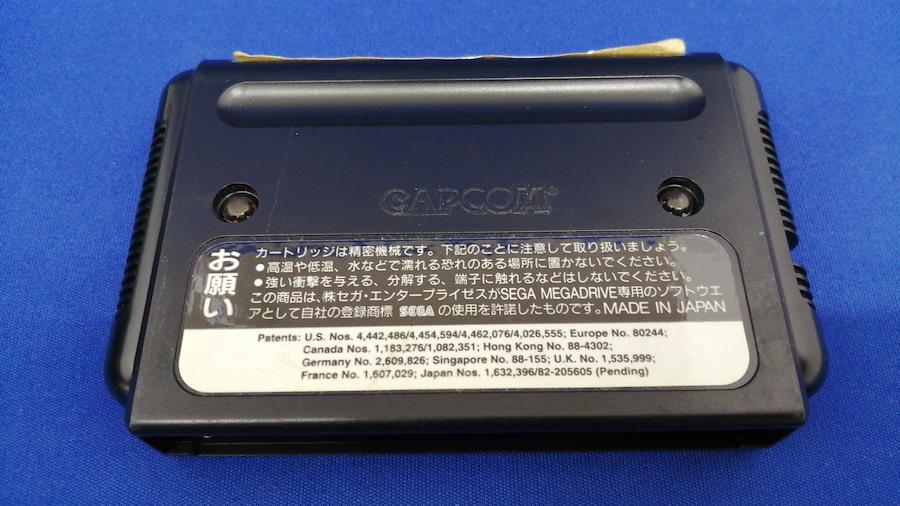 CAPCOM®
お願い
カートリッジは精密機械です。下記のことに注意して取り扱いましょう。
●高温や低温、水などで濡れる恐れのある場所に置かないでください。
●強い衝撃を与える、分解する、端子に触れるなどはしないでください。
この商品は、㈱セガ・エンタープライゼスがSEGA MEGADRIVE専用のソフトウエ
アとして自社の登録商標 SEGA の使用を許諾したものです。MADE IN JAPAN
Patents: U.S. Nos. 4,442,486/4,454,594/4,462,076/4,026,555; Europe No. 80244;
Canada Nos. 1,183,276/1,082,351; Hong Kong No. 88-4302;
Germany No. 2,609,826; Singapore No. 88-155; U.K. No. 1,535,999;
France No. 1,607,029; Japan Nos. 1,632,396/82-205605 (Pending)